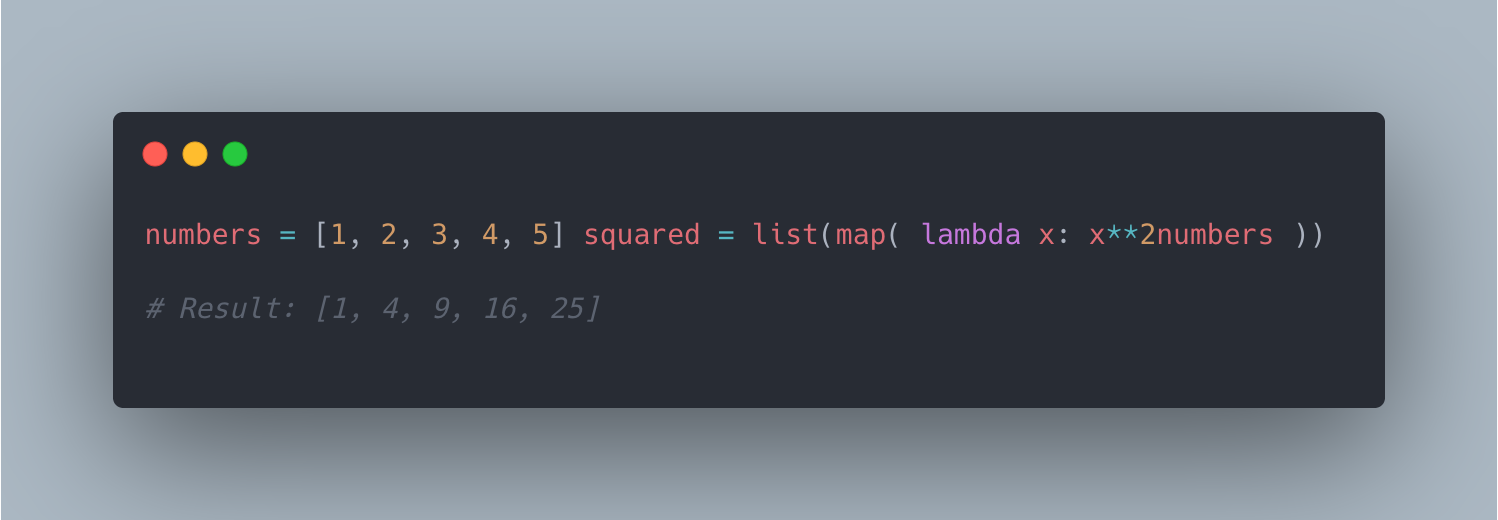 numbers = [1, 2, 3, 4, 5] squared = list(map( lambda x: x**2numbers ))
# Result: [1, 4, 9, 16, 25]